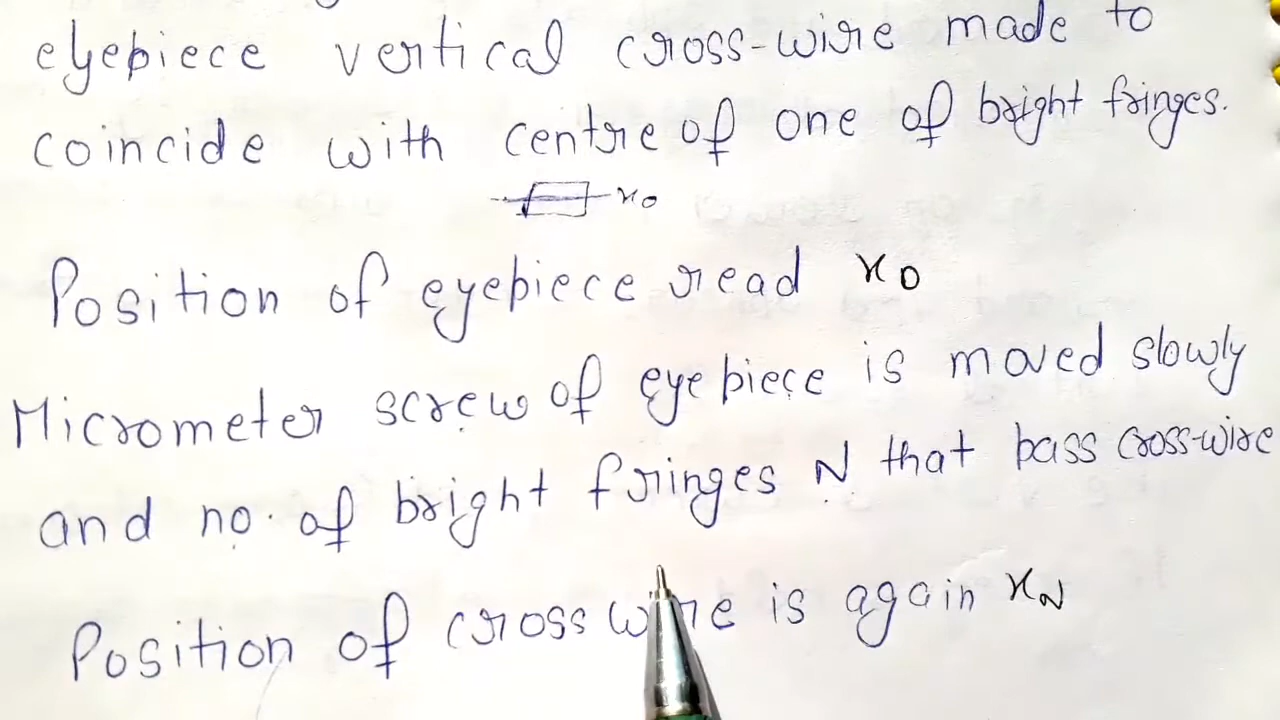 eyepiece vertical cross-wire made to
coincide with centre of one of bright fringes.
x0
Position of eyepiece read x0
Micrometer screw of eyepiece is moved slowly
and no. of bright fringes N that pass cross-wire
Position of cross wire is again xN